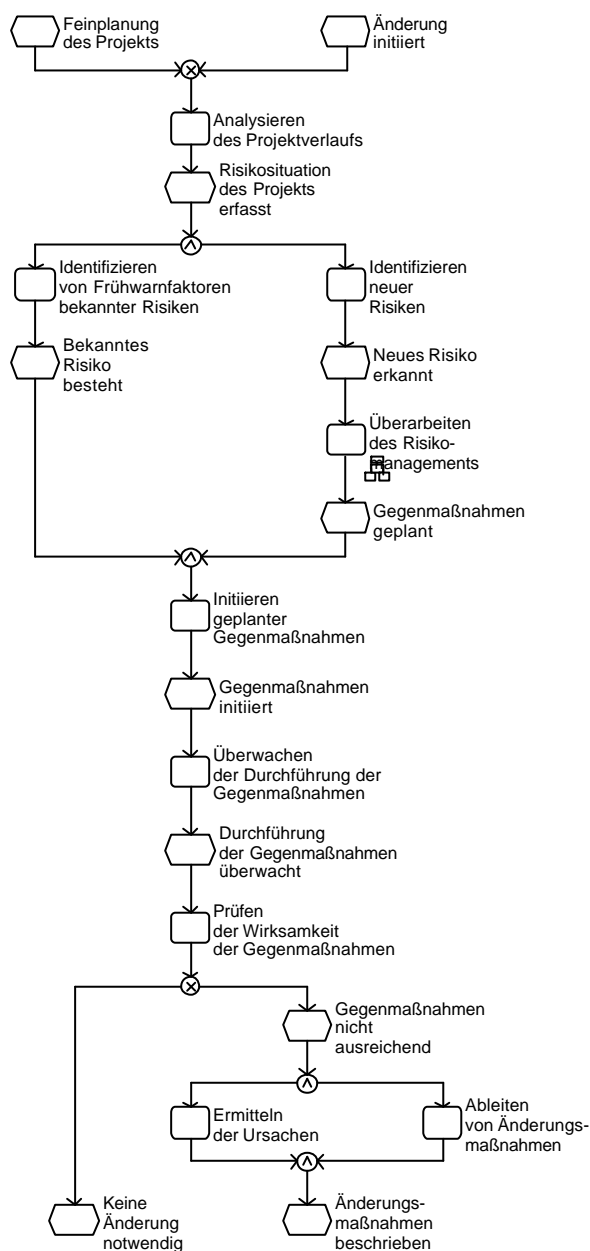 Feinplanung
des Projekts
Änderung
initiiert
Analysieren
des Projektverlaufs
Risikosituation
des Projekts
erfasst
Identifizieren
von Frühwarnfaktoren
bekannter Risiken
Identifizieren
neuer
Risiken
Bekanntes
Risiko
besteht
Neues Risiko
erkannt
Überarbeiten
des Risiko-
managements
Gegenmaßnahmen
geplant
Initiieren
geplanter
Gegenmaßnahmen
Gegenmaßnahmen
initiiert
Überwachen
der Durchführung der
Gegenmaßnahmen
Durchführung
der Gegenmaßnahmen
überwacht
Prüfen
der Wirksamkeit
der Gegenmaßnahmen
Gegenmaßnahmen
nicht
ausreichend
Ermitteln
der Ursachen
Ableiten
von Änderungs-
maßnahmen
Keine
Änderung
notwendig
Änderungs-
maßnahmen
beschrieben